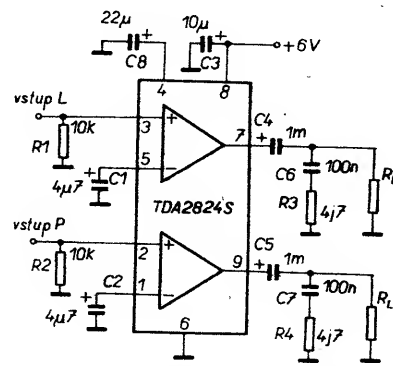 22µ
10µ
C8
C3
+6V
4
8
vstup L
10k
R1
3
+
7
C4
1m
5
−
4µ7
C1
C6
100n
R3
4j7
TDA2824S
vstup P
10k
R2
2
+
9
C5
1m
1
−
4µ7
C2
C7
100n
RL
R4
4j7
6